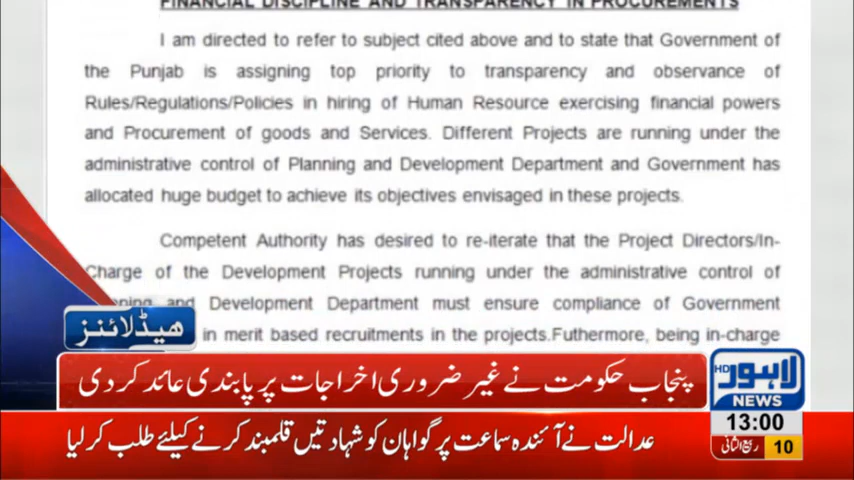 FINANCIAL DISCIPLINE AND TRANSPARENCY IN PROCUREMENTS
I am directed to refer to subject cited above and to state that Government of
the Punjab is assigning top priority to transparency and observance of
Rules/Regulations/Policies in hiring of Human Resource exercising financial powers
and Procurement of goods and Services. Different Projects are running under the
administrative control of Planning and Development Department and Government has
allocated huge budget to achieve its objectives envisaged in these projects.
Competent Authority has desired to re-iterate that the Project Directors/In-
Charge of the Development Projects running under the administrative control of
and Development Department must ensure compliance of Government
in merit based recruitments in the projects.Futhermore, being in-charge
ہیڈلائنز
پنجاب حکومت نے غیر ضروری اخراجات پر پابندی عائد کر دی
عدالت نے آئندہ سماعت پر گواہان کو شہادتیں قلمبند کرنے کیلئے طلب کر لیا
لاہور HD
NEWS
13:00
10 ربیع الثانی